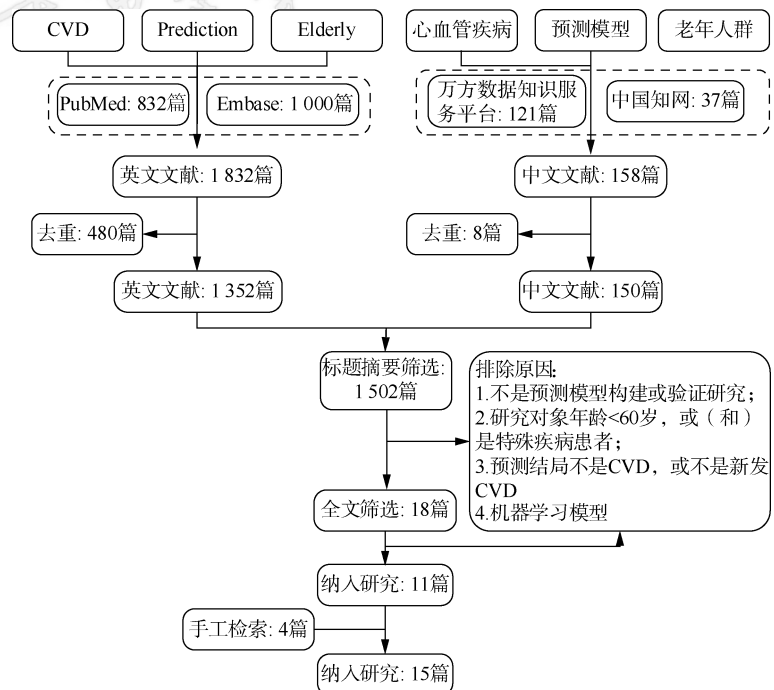 CVD
Prediction
Elderly
心血管疾病
预测模型
老年人群
PubMed: 832篇
Embase: 1 000篇
万方数据知识服
务平台: 121篇
中国知网: 37篇
英文文献: 1 832篇
中文文献: 158篇
去重: 480篇
去重: 8篇
英文文献: 1 352篇
中文文献: 150篇
标题摘要筛选:
1 502篇
排除原因:
1.不是预测模型构建或验证研究；
2.研究对象年龄<60岁，或（和）
是特殊疾病患者；
3.预测结局不是CVD，或不是新发
CVD
4.机器学习模型
全文筛选: 18篇
纳入研究: 11篇
手工检索: 4篇
纳入研究: 15篇